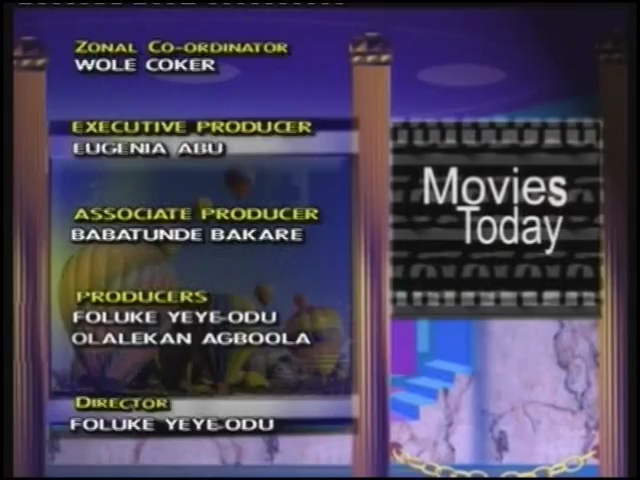 ZONAL CO-ORDINATOR
WOLE COKER
EXECUTIVE PRODUCER
EUGENIA ABU
ASSOCIATE PRODUCER
BABATUNDE BAKARE
PRODUCERS
FOLUKE YEYE-ODU
OLALEKAN AGBOOLA
DIRECTOR
FOLUKE YEYE-ODU
Movies
Today